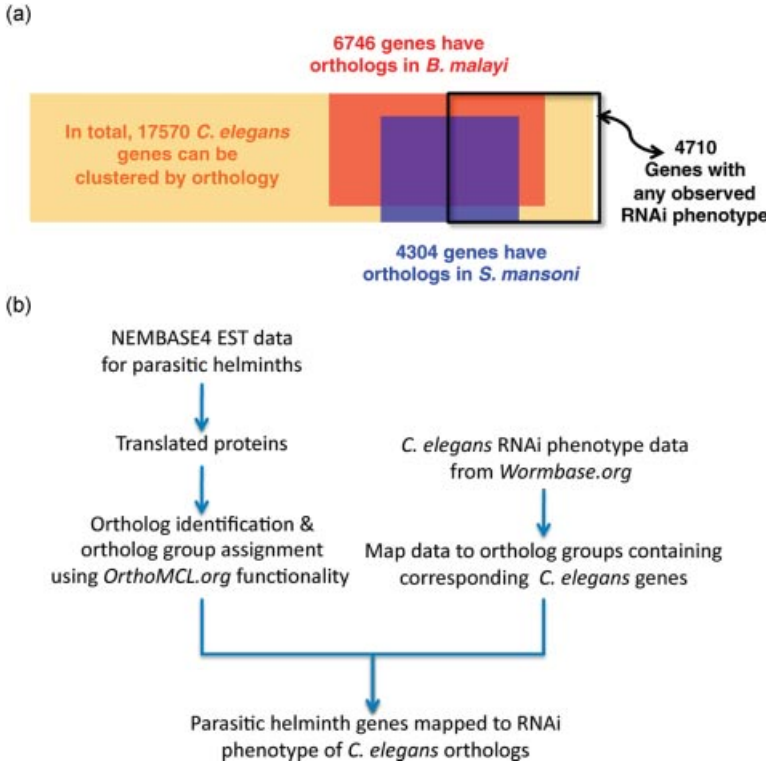 (a)
6746 genes have
orthologs in B. malayi
In total, 17570 C. elegans
genes can be
clustered by orthology
4710
Genes with
any observed
RNAi phenotype
4304 genes have
orthologs in S. mansoni
(b)
NEMBASE4 EST data
for parasitic helminths
Translated proteins
Ortholog identification &
ortholog group assignment
using OrthoMCL.org functionality
C. elegans RNAi phenotype data
from Wormbase.org
Map data to ortholog groups containing
corresponding C. elegans genes
Parasitic helminth genes mapped to RNAi
phenotype of C. elegans orthologs